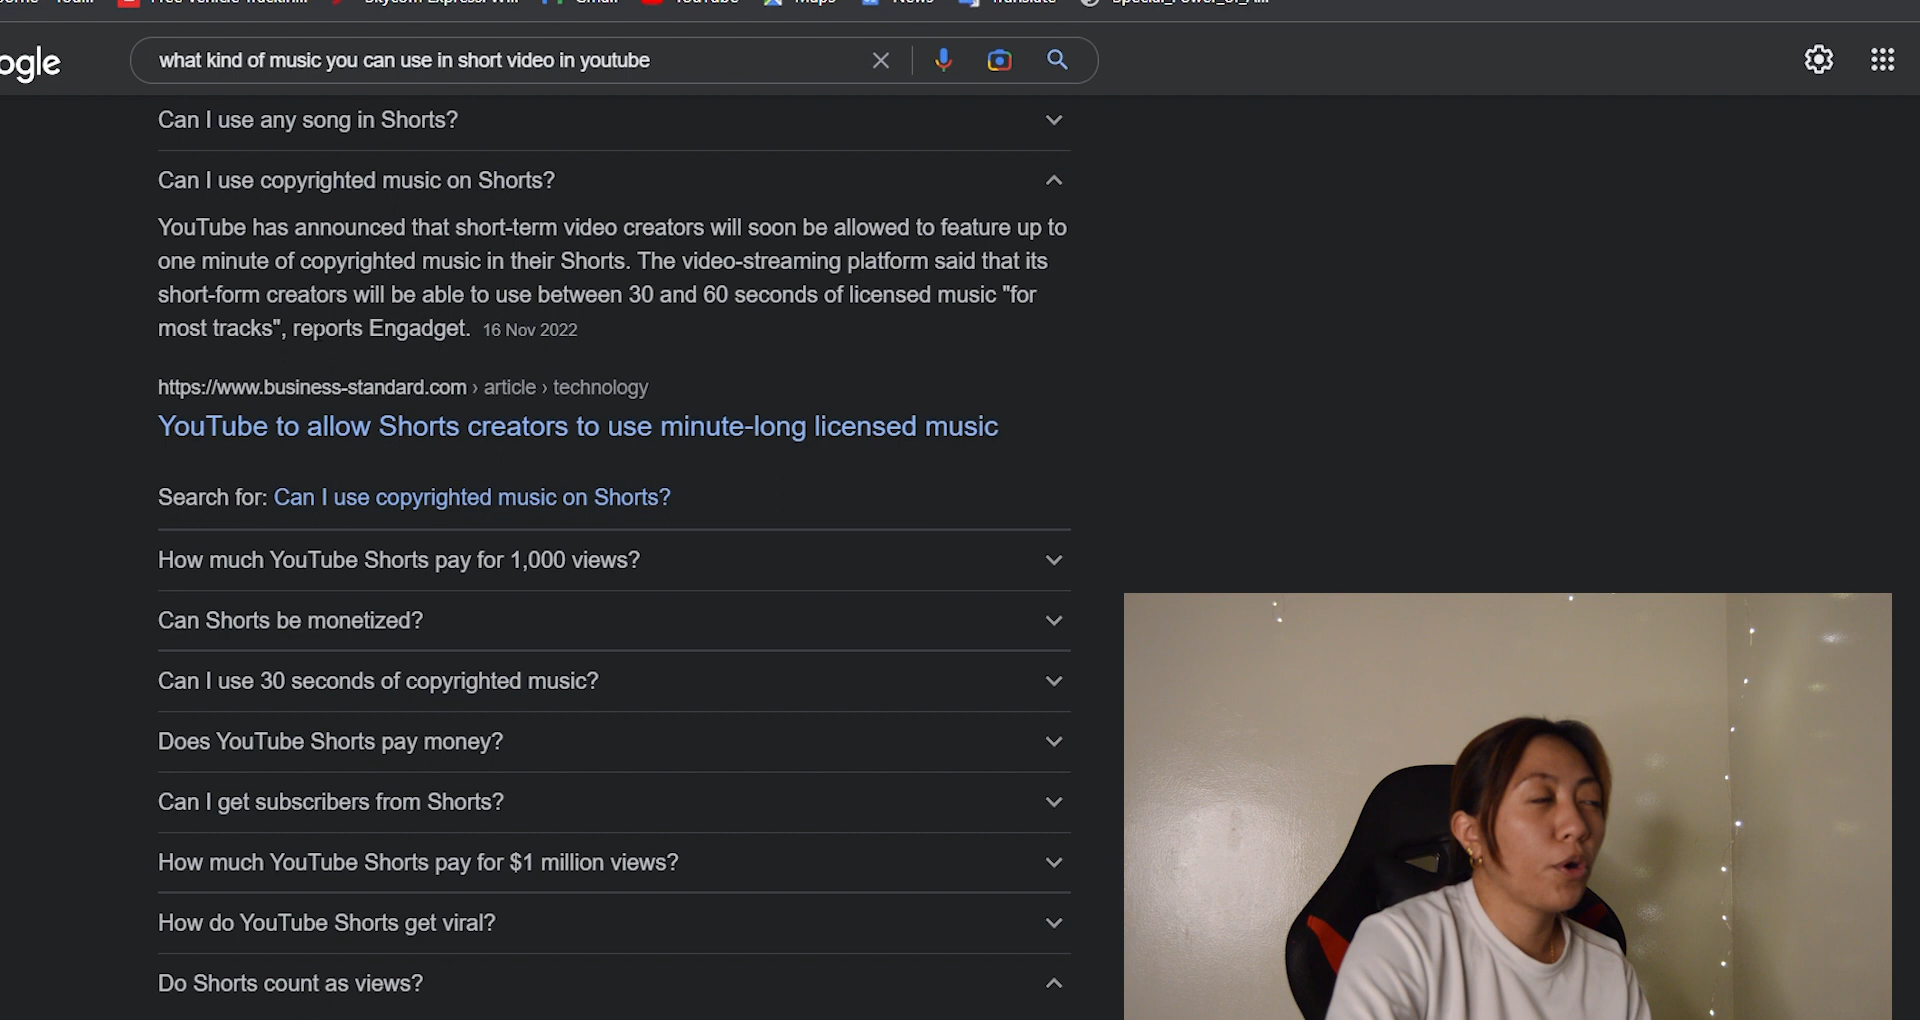 YouTube
Maps
News
Translate
ogle
what kind of music you can use in short video in youtube
Can I use any song in Shorts?
Can I use copyrighted music on Shorts?
YouTube has announced that short-term video creators will soon be allowed to feature up to
one minute of copyrighted music in their Shorts. The video-streaming platform said that its
short-form creators will be able to use between 30 and 60 seconds of licensed music "for
most tracks", reports Engadget. 16 Nov 2022
https://www.business-standard.com › article › technology
YouTube to allow Shorts creators to use minute-long licensed music
Search for: Can I use copyrighted music on Shorts?
How much YouTube Shorts pay for 1,000 views?
Can Shorts be monetized?
Can I use 30 seconds of copyrighted music?
Does YouTube Shorts pay money?
Can I get subscribers from Shorts?
How much YouTube Shorts pay for $1 million views?
How do YouTube Shorts get viral?
Do Shorts count as views?